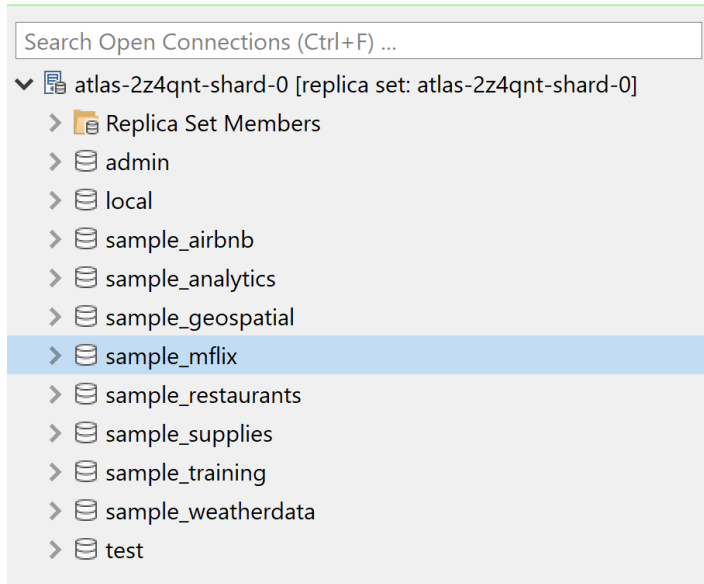 Search Open Connections (Ctrl+F) ...
atlas-2z4qnt-shard-0 [replica set: atlas-2z4qnt-shard-0]
Replica Set Members
admin
local
sample_airbnb
sample_analytics
sample_geospatial
sample_mflix
sample_restaurants
sample_supplies
sample_training
sample_weatherdata
test